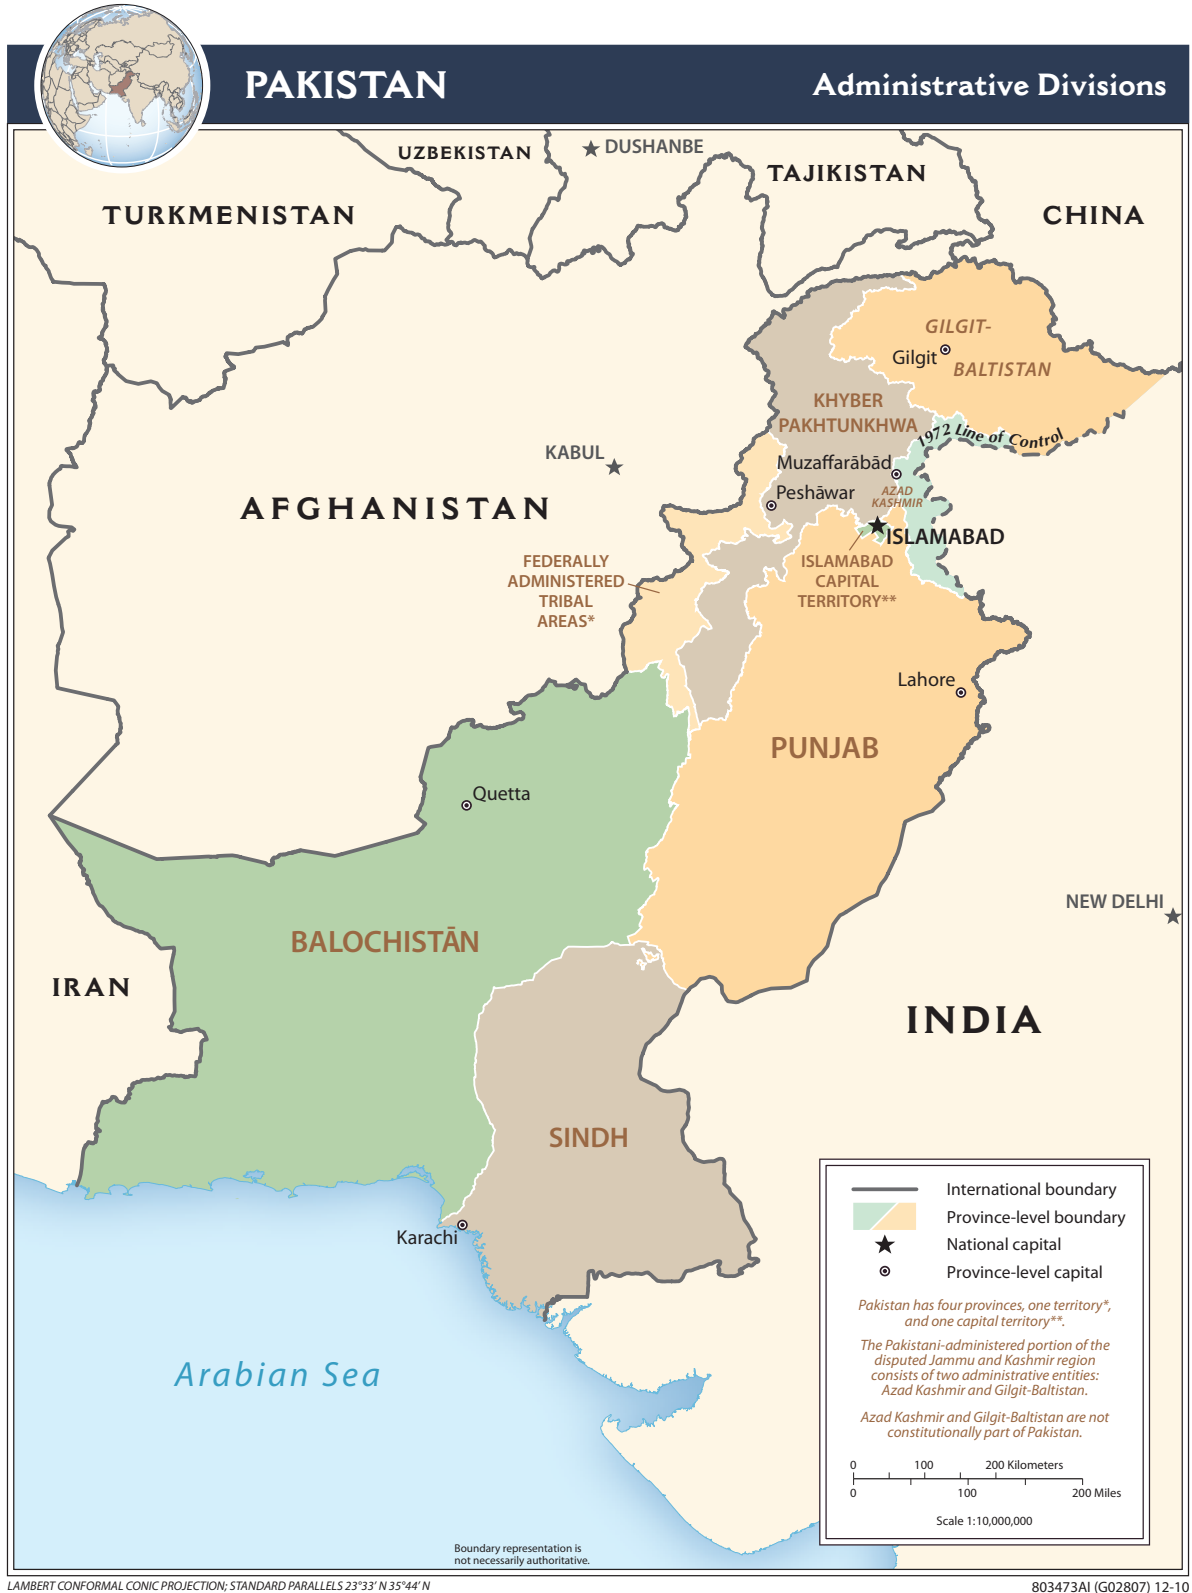 PAKISTAN
Administrative Divisions
UZBEKISTAN
DUSHANBE
TAJIKISTAN
TURKMENISTAN
CHINA
GILGIT-
Gilgit
BALTISTAN
KHYBER
PAKHTUNKHWA
1972 Line of Control
KABUL
Muzaffarābād
Peshāwar
AZAD
KASHMIR
AFGHANISTAN
ISLAMABAD
FEDERALLY
ADMINISTERED
TRIBAL
AREAS*
ISLAMABAD
CAPITAL
TERRITORY**
Lahore
PUNJAB
Quetta
NEW DELHI
BALOCHISTĀN
IRAN
INDIA
SINDH
Karachi
Arabian Sea
International boundary
Province-level boundary
National capital
Province-level capital
Pakistan has four provinces, one territory*,
and one capital territory**.
The Pakistani-administered portion of the
disputed Jammu and Kashmir region
consists of two administrative entities:
Azad Kashmir and Gilgit-Baltistan.
Azad Kashmir and Gilgit-Baltistan are not
constitutionally part of Pakistan.
0 100 200 Kilometers
0 100 200 Miles
Scale 1:10,000,000
Boundary representation is
not necessarily authoritative.
LAMBERT CONFORMAL CONIC PROJECTION; STANDARD PARALLELS 23°33' N 35°44' N
803473AI (G02807) 12-10